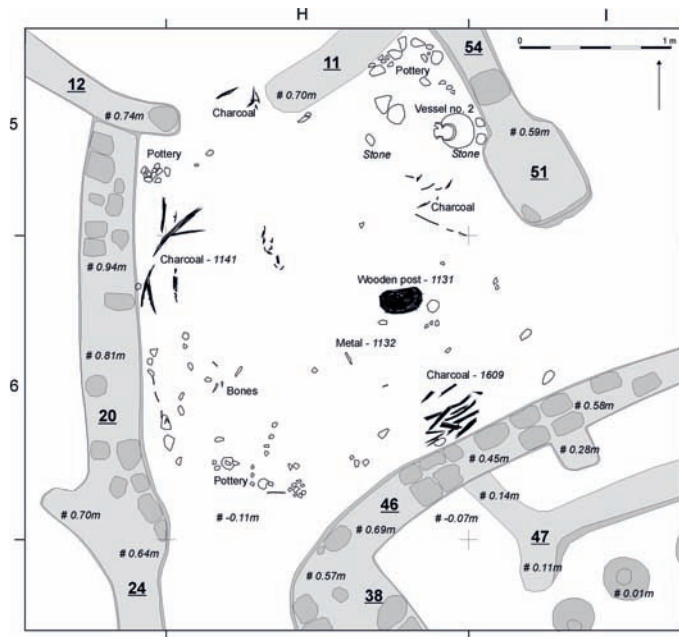 H
I
5
6
0
1 m
54
12
11
Pottery
# 0.70m
# 0.74m
Charcoal
Vessel no. 2
# 0.59m
Pottery
Stone
Stone
51
Charcoal
Charcoal - 1141
# 0.94m
Wooden post - 1131
Metal - 1132
# 0.81m
Charcoal - 1609
Bones
20
# 0.58m
# 0.45m
# 0.28m
Pottery
46
# 0.14m
# 0.70m
# -0.11m
# 0.69m
# -0.07m
47
# 0.64m
# 0.57m
# 0.11m
# 0.01m
24
38